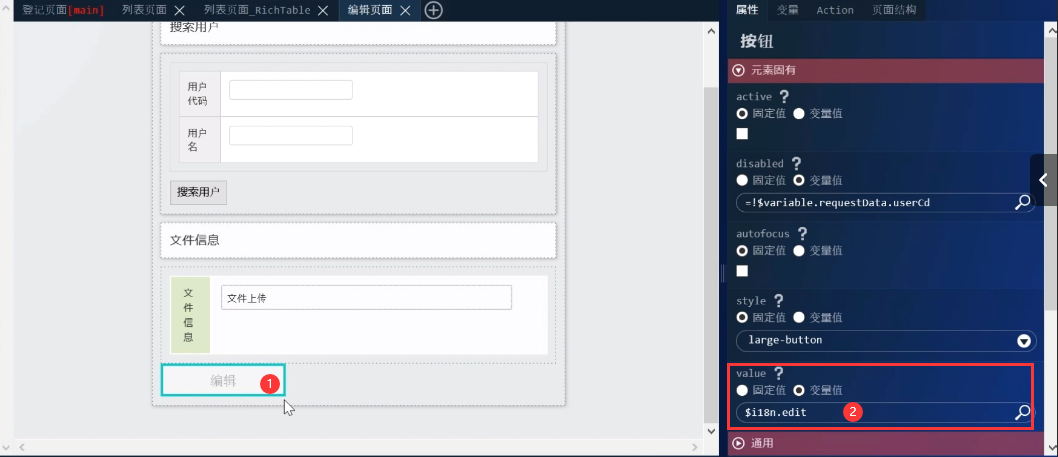 登记页面[main] 列表页面 列表页面_RichTable 编辑页面
搜索用户
用户
代码
用户
名
搜索用户
文件信息
文
件
信
息
文件上传
编辑
1
属性 变量 Action 页面结构
按钮
元素固有
active ?
固定值 变量值
disabled ?
固定值 变量值
=!$variable.requestData.userCd
autofocus ?
固定值 变量值
style ?
固定值 变量值
large-button
value ?
固定值 变量值
$i18n.edit
2
通用